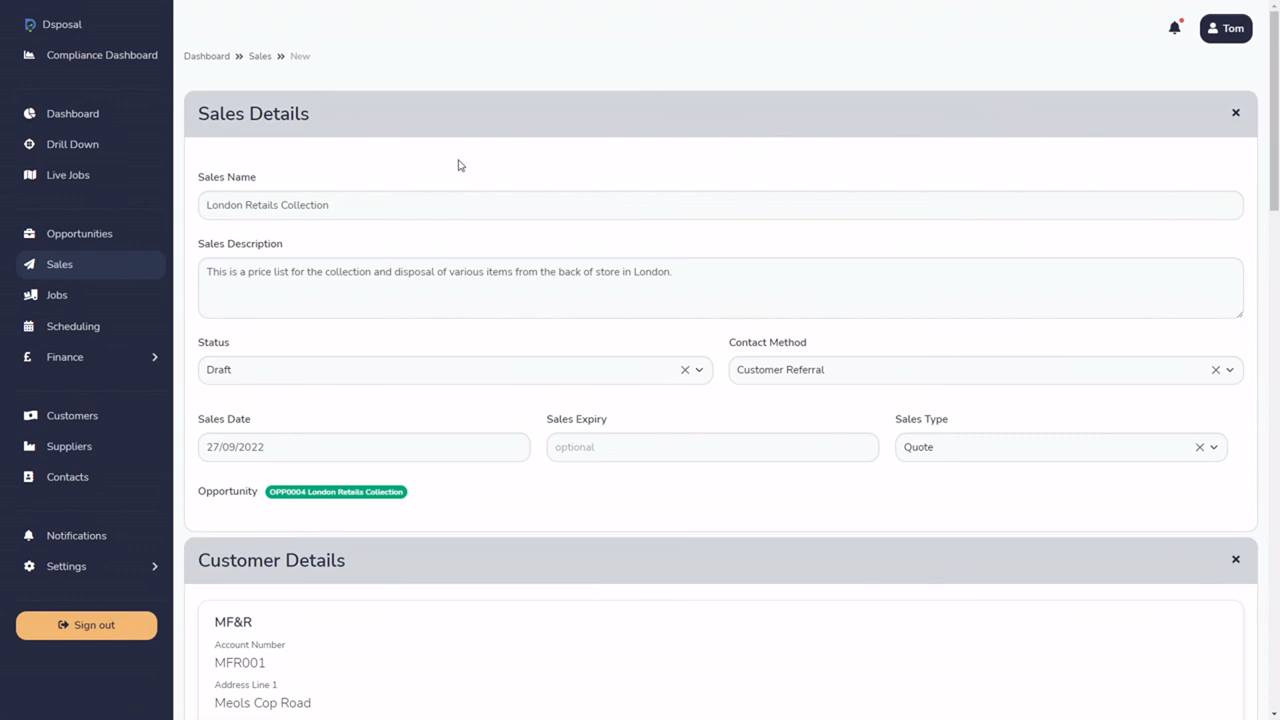 Dsposal
Compliance Dashboard
Dashboard
Drill Down
Live Jobs
Opportunities
Sales
Jobs
Scheduling
Finance
Customers
Suppliers
Contacts
Notifications
Settings
Sign out
Tom
Dashboard » Sales » New
Sales Details
Sales Name
London Retails Collection
Sales Description
This is a price list for the collection and disposal of various items from the back of store in London.
Status
Contact Method
Draft
Customer Referral
Sales Date
Sales Expiry
Sales Type
27/09/2022
optional
Quote
Opportunity OPP0004 London Retails Collection
Customer Details
MF&R
Account Number
MFR001
Address Line 1
Meols Cop Road